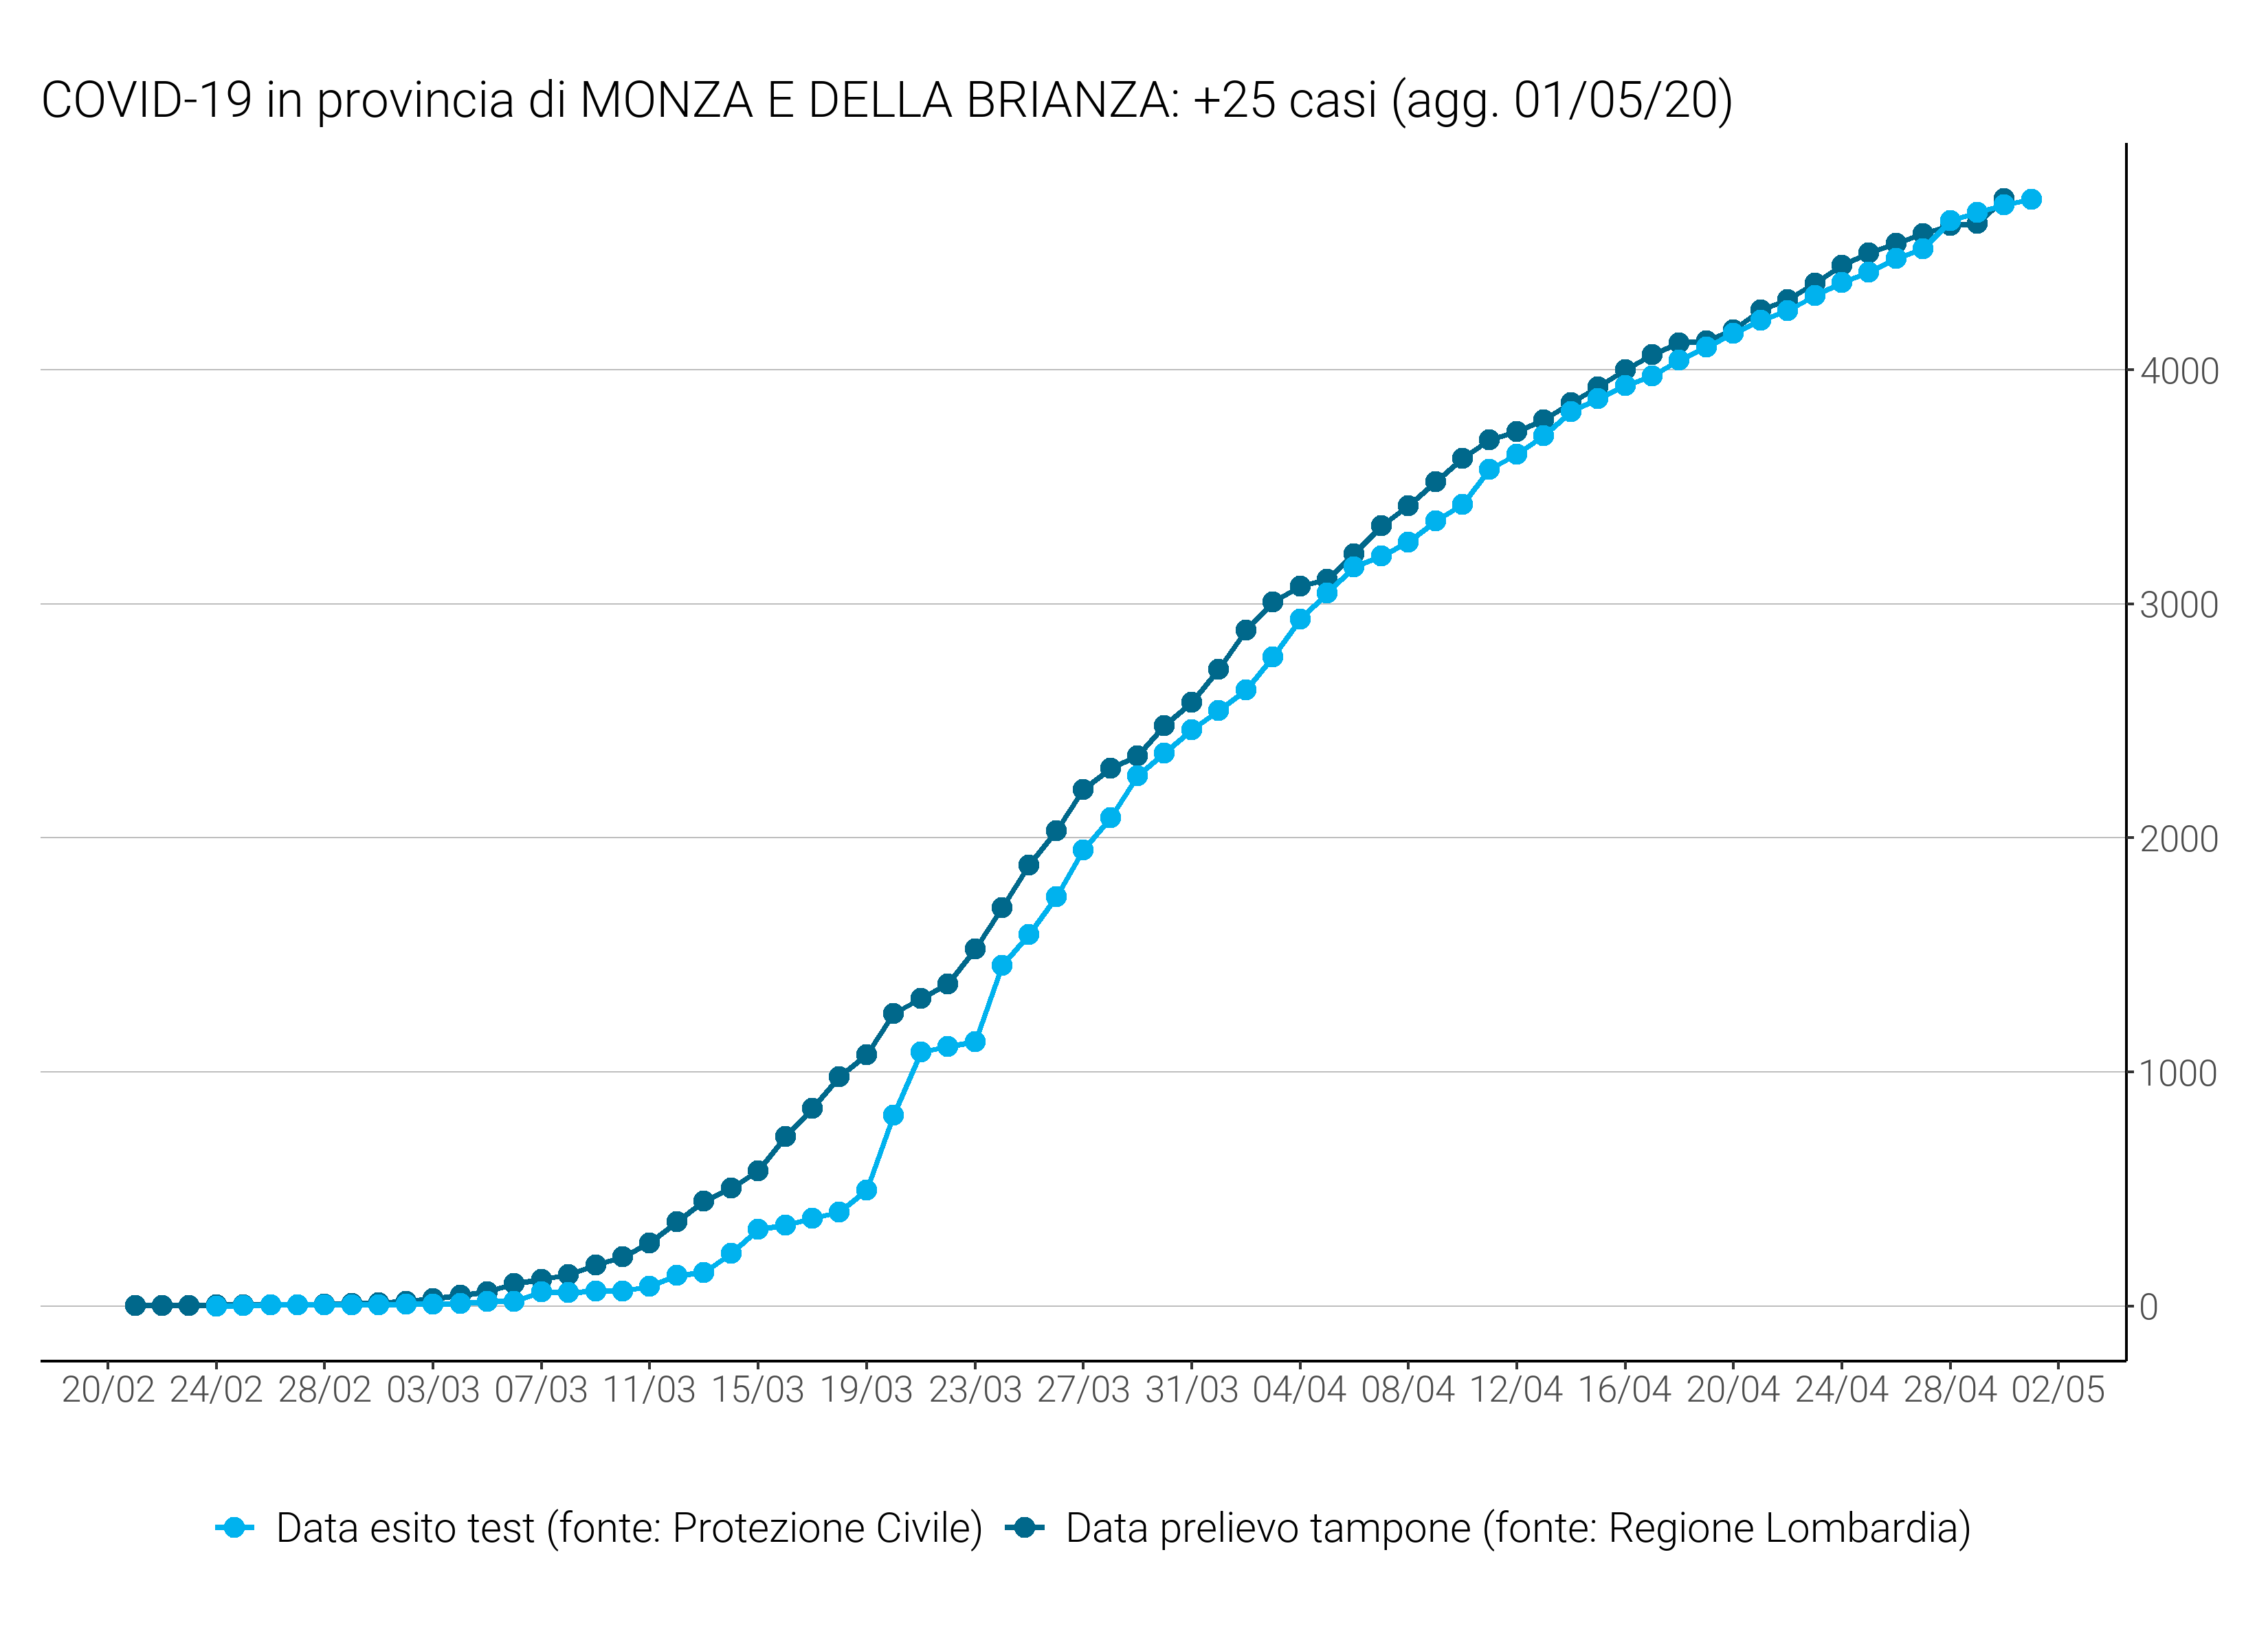 COVID-19 in provincia di MONZA E DELLA BRIANZA: +25 casi (agg. 01/05/20)
4000
3000
2000
1000
0
20/02 24/02 28/02 03/03 07/03 11/03 15/03 19/03 23/03 27/03 31/03 04/04 08/04 12/04 16/04 20/04 24/04 28/04 02/05
Data esito test (fonte: Protezione Civile) Data prelievo tampone (fonte: Regione Lombardia)